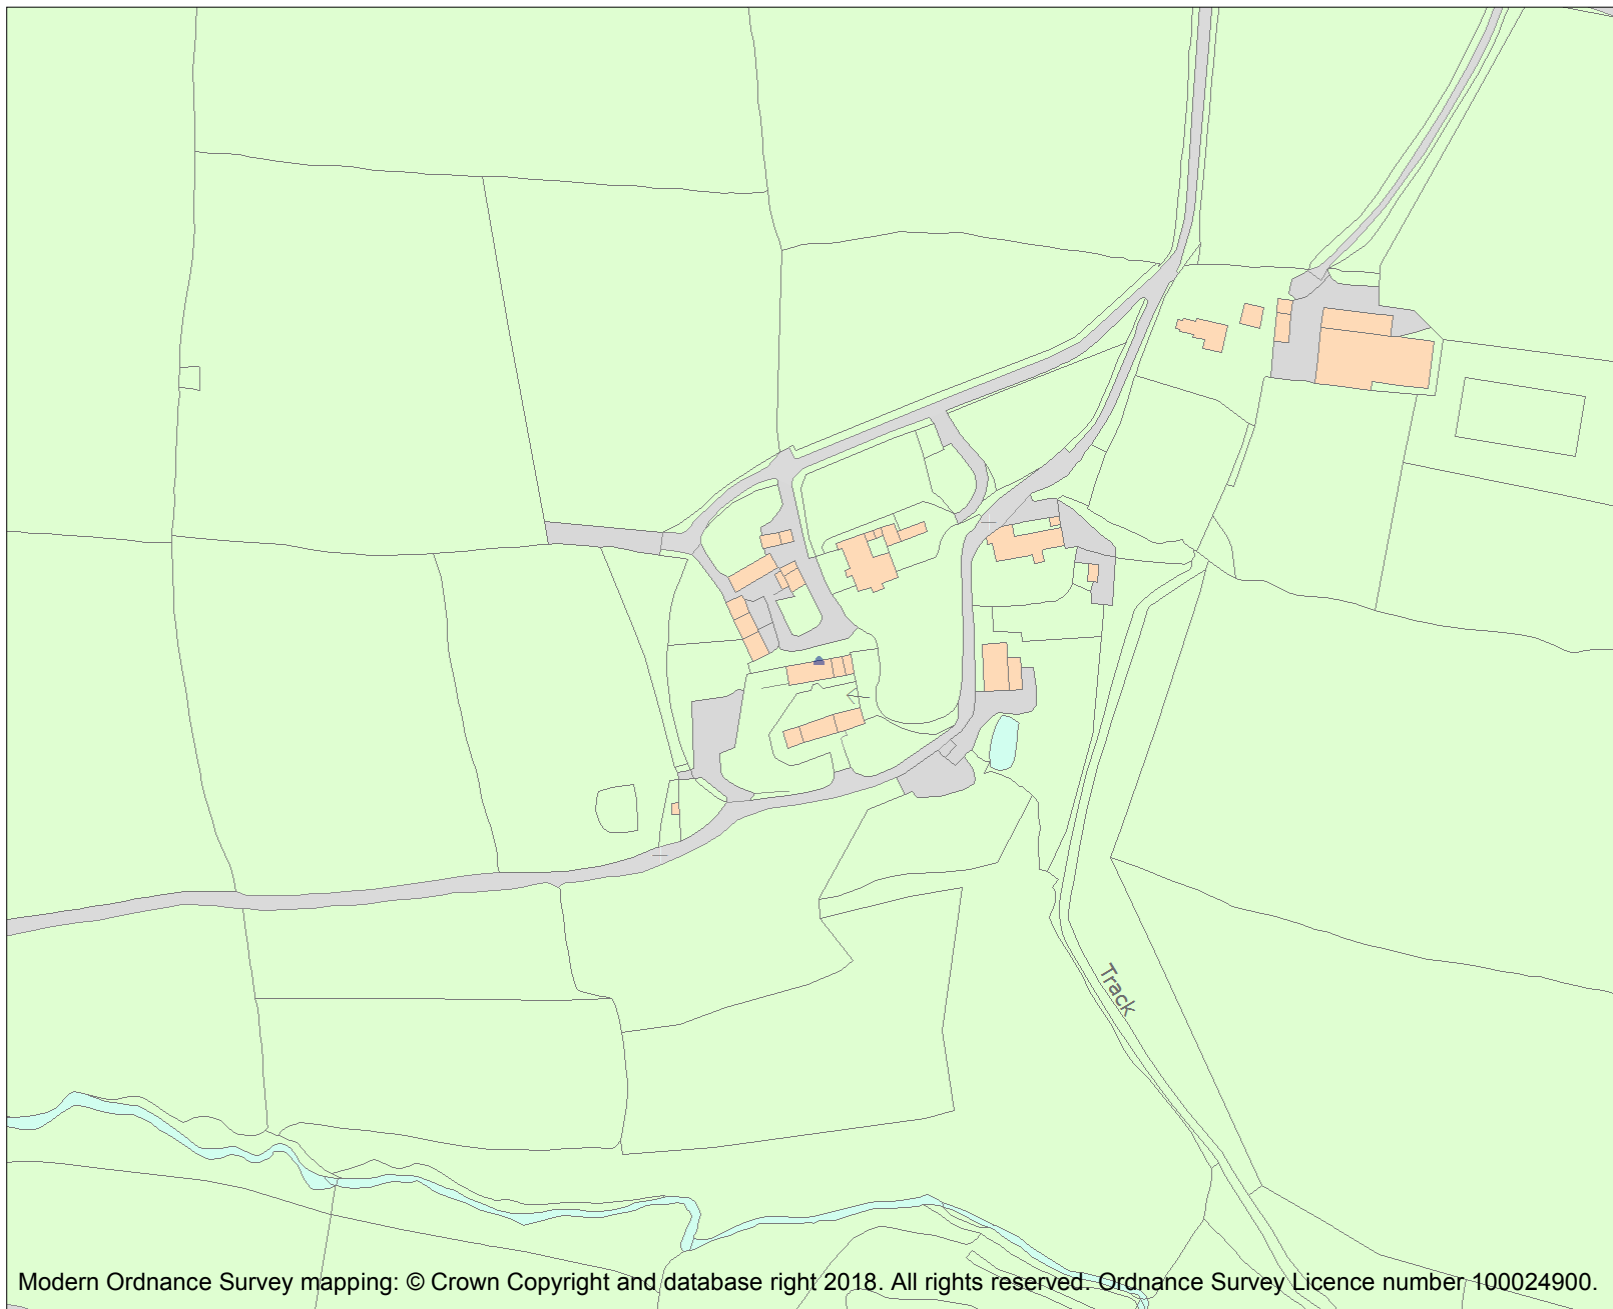 Track
Modern Ordnance Survey mapping: © Crown Copyright and database right 2018. All rights reserved. Ordnance Survey Licence number 100024900.